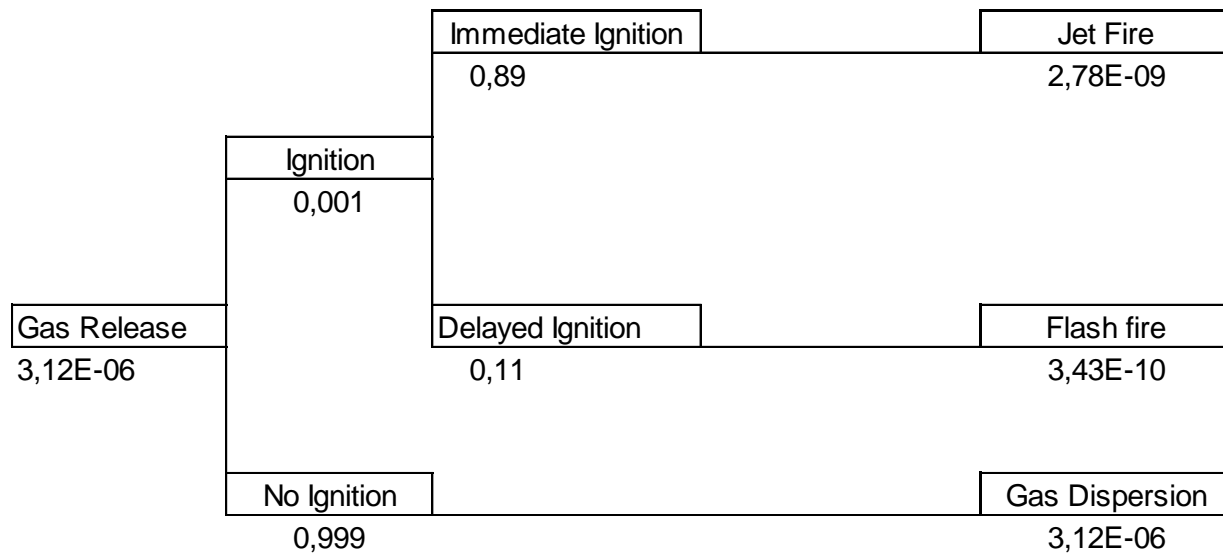 Immediate Ignition
Jet Fire
0,89
2,78E-09
Ignition
0,001
Gas Release
Delayed Ignition
Flash fire
3,12E-06
0,11
3,43E-10
No Ignition
Gas Dispersion
0,999
3,12E-06